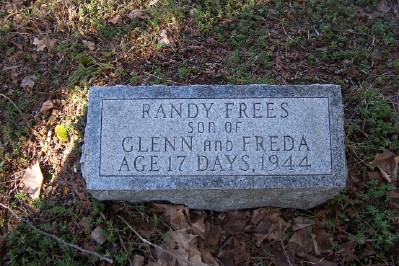 RANDY FREES
SON OF
GLENN AND FREDA
AGE 17 DAYS, 1944